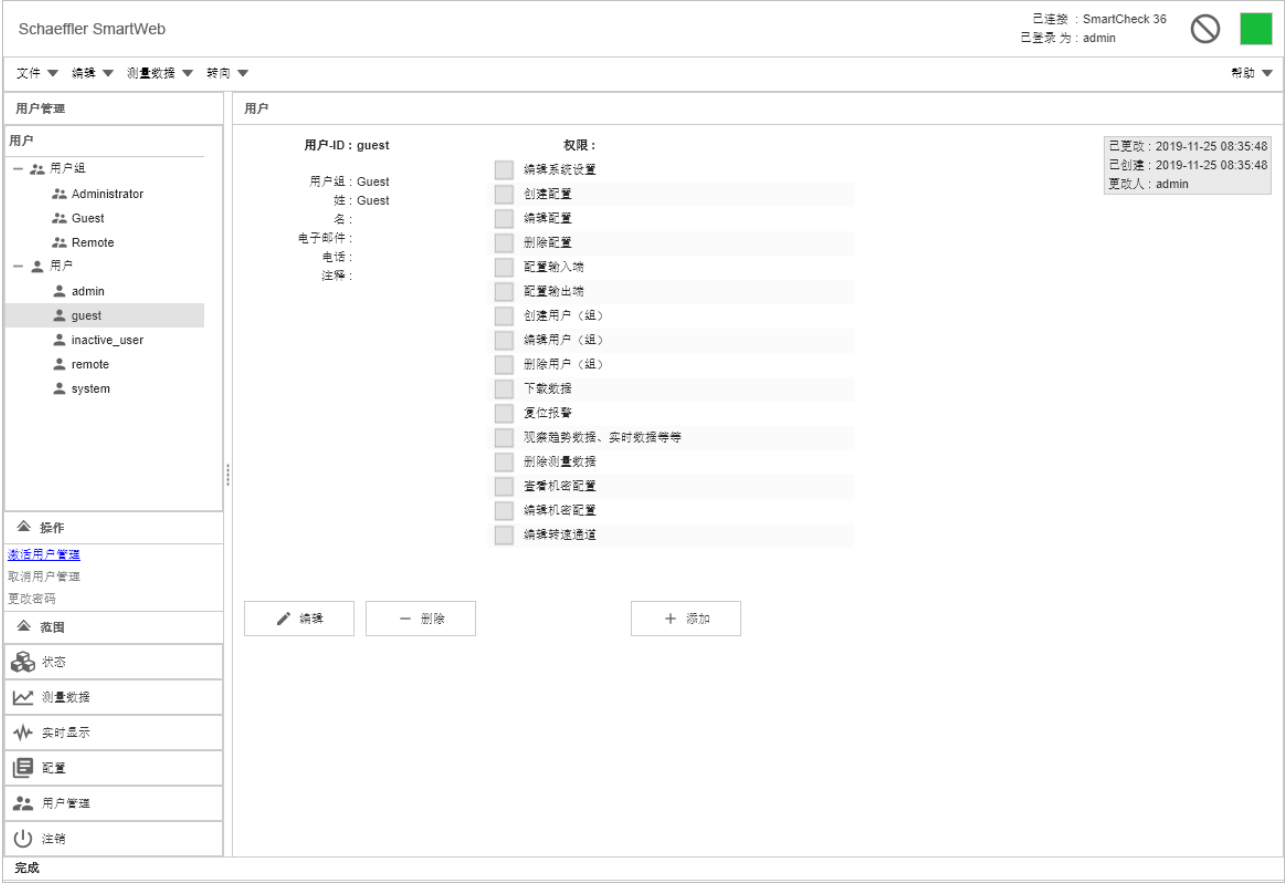 Schaeffler SmartWeb
已连接 : SmartCheck 36
已登录 为 : admin
文件 编辑 测量数据 转向 帮助
用户管理
用户
用户组
Administrator
Guest
Remote
用户
admin
guest
inactive_user
remote
system
操作
激活用户管理
取消用户管理
更改密码
范围
状态
测量数据
实时显示
配置
用户管理
注销
用户
用户-ID : guest
用户组 : Guest
姓 : Guest
名 :
电子邮件 :
电话 :
注释 :
权限 :
编辑系统设置
创建配置
编辑配置
删除配置
配置输入端
配置输出端
创建用户（组）
编辑用户（组）
删除用户（组）
下载数据
复位报警
观察趋势数据、实时数据等等
删除测量数据
查看机密配置
编辑机密配置
编辑转速通道
已更改 : 2019-11-25 08:35:48
已创建 : 2019-11-25 08:35:48
更改人 : admin
编辑 删除 添加
完成